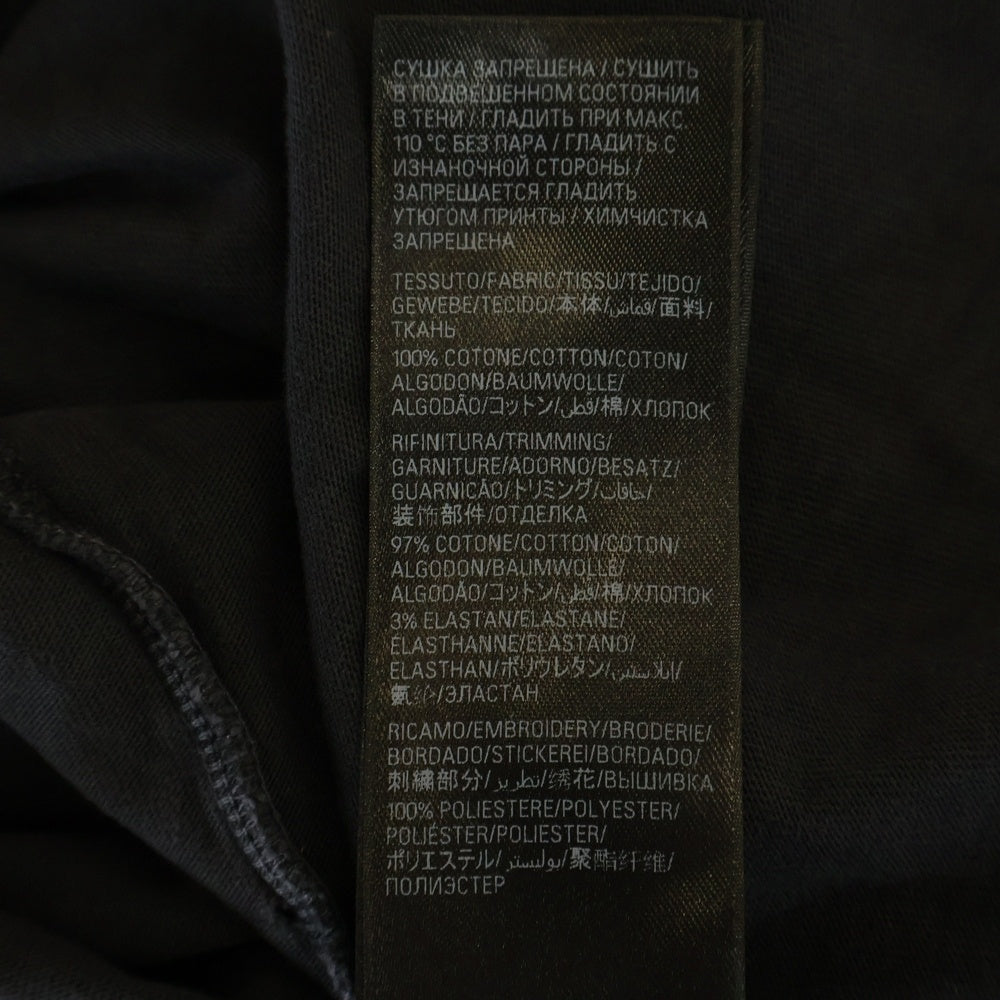 СУШКА ЗАПРЕЩЕНА / СУШИТЬ
В ПОДВЕШЕННОМ СОСТОЯНИИ
В ТЕНИ / ГЛАДИТЬ ПРИ МАКС.
110 °C БЕЗ ПАРА / ГЛАДИТЬ С
ИЗНАНОЧНОЙ СТОРОНЫ /
ЗАПРЕЩАЕТСЯ ГЛАДИТЬ
УТЮГОМ ПРИНТЫ / ХИМЧИСТКА
ЗАПРЕЩЕНА
TESSUTO/FABRIC/TISSU/TEJIDO/
GEWEBE/TECIDO/本体/قماش/面料/
ТКАНЬ
100% COTONE/COTTON/COTON/
ALGODON/BAUMWOLLE/
ALGODÃO/コットン/قطن/棉/ХЛОПОК
RIFINITURA/TRIMMING/
GARNITURE/ADORNO/BESATZ/
GUARNICÃO/トリミング/حافات/
装饰部件/ОТДЕЛКА
97% COTONE/COTTON/COTON/
ALGODON/BAUMWOLLE/
ALGODÃO/コットン/قطن/棉/ХЛОПОК
3% ELASTAN/ELASTANE/
ÉLASTHANNE/ELASTANO/
ELASTHAN/ポリウレタン/إيلاستين/
氨纶/ЭЛАСТАН
RICAMO/EMBROIDERY/BRODERIE/
BORDADO/STICKEREI/BORDADO/
刺繍部分/تطريز/绣花/ВЫШИВКА
100% POLIESTERE/POLYESTER/
POLIÉSTER/POLIESTER/
ポリエステル/بوليستر/聚酯纤维/
ПОЛИЭСТЕР